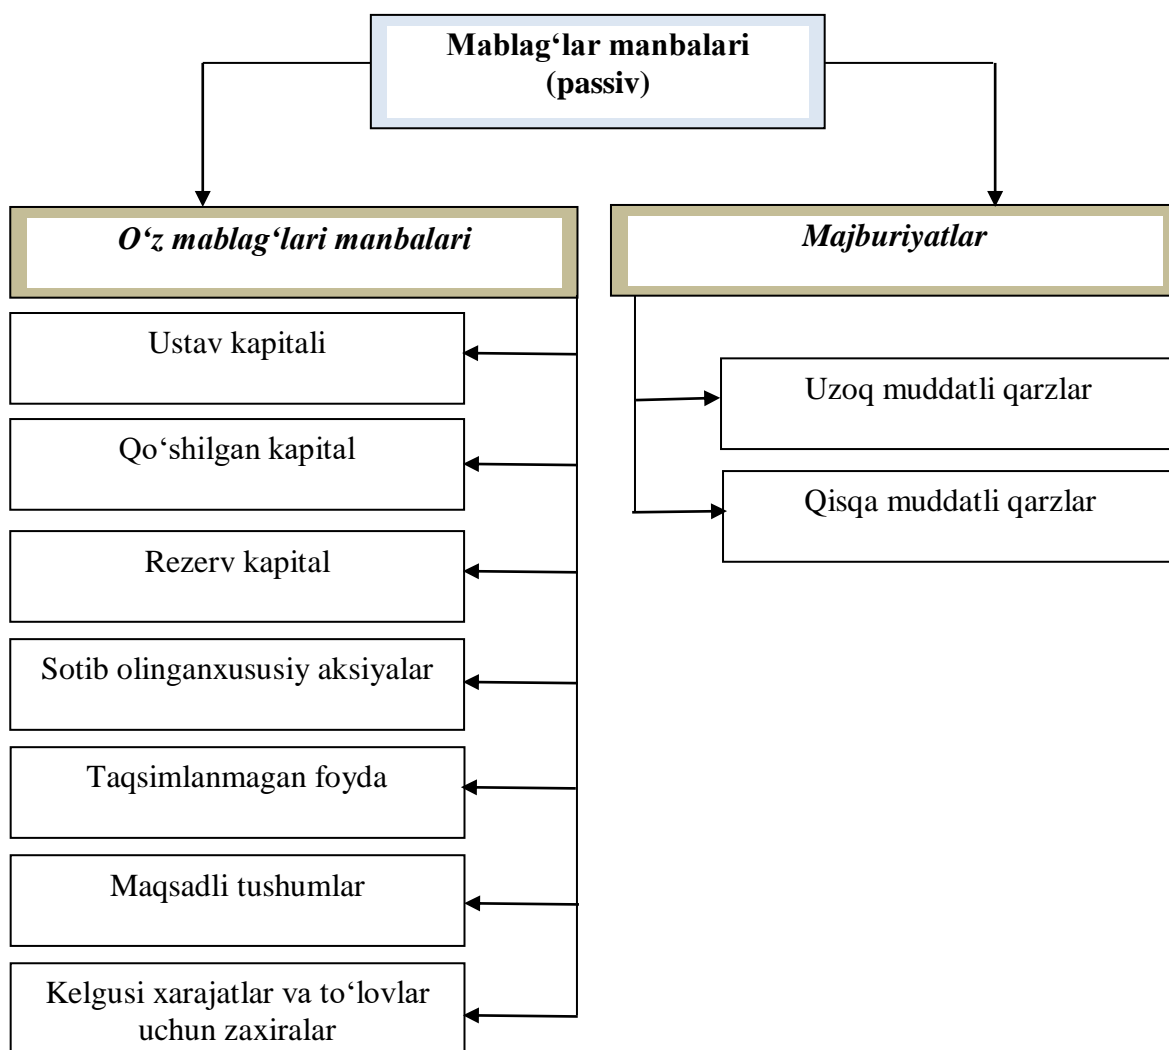 Mablag‘lar manbalari
(passiv)
O‘z mablag‘lari manbalari
Majburiyatlar
Ustav kapitali
Qo‘shilgan kapital
Rezerv kapital
Sotib olinganxususiy aksiyalar
Taqsimlanmagan foyda
Maqsadli tushumlar
Kelgusi xarajatlar va to‘lovlar
uchun zaxiralar
Uzoq muddatli qarzlar
Qisqa muddatli qarzlar